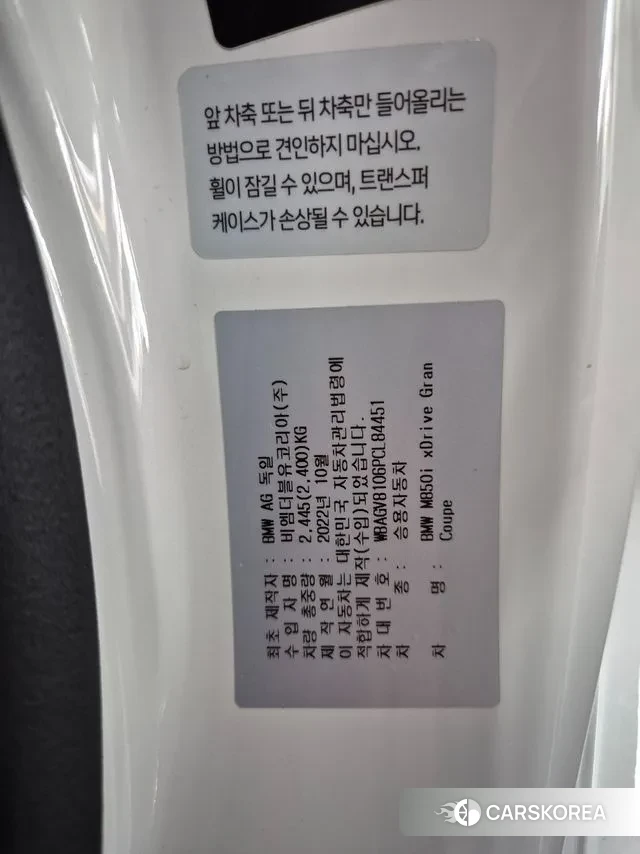 앞 차축 또는 뒤 차축만 들어올리는
방법으로 견인하지 마십시오.
휠이 잠길 수 있으며, 트랜스퍼
케이스가 손상될 수 있습니다.
최초 제작자 : BMW AG 독일
수 입 자 명 : 비엠더블유코리아(주)
차량 총중량 : 2,445(2,400)KG
제 작 연 월 : 2022년 10월
이 자동차는 대한민국 자동차관리법령에
적합하게 제작(수입)되었습니다.
차 대 번 호 : WBAGV8106PCL84451
차 종 : 승용자동차
차 명 : BMW M850i xDrive Gran
Coupe
CARSKOREA